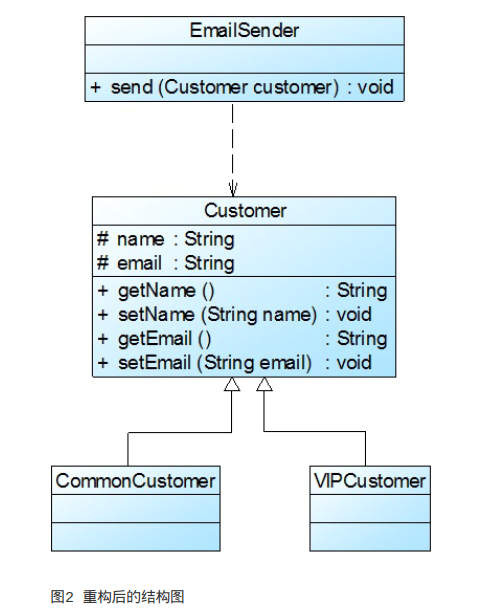 EmailSender
+ send (Customer customer) : void
Customer
# name : String
# email : String
+ getName () : String
+ setName (String name) : void
+ getEmail () : String
+ setEmail (String email) : void
CommonCustomer
VIPCustomer
图2 重构后的结构图